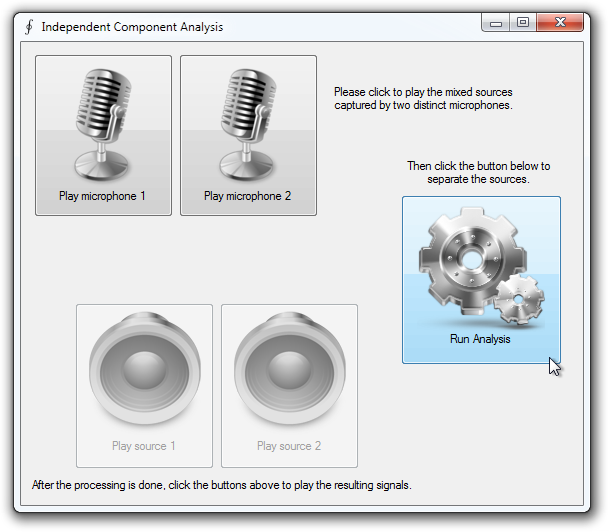 Independent Component Analysis
Please click to play the mixed sources
captured by two distinct microphones.
Play microphone 1
Play microphone 2
Then click the button below to
separate the sources.
Run Analysis
Play source 1
Play source 2
After the processing is done, click the buttons above to play the resulting signals.